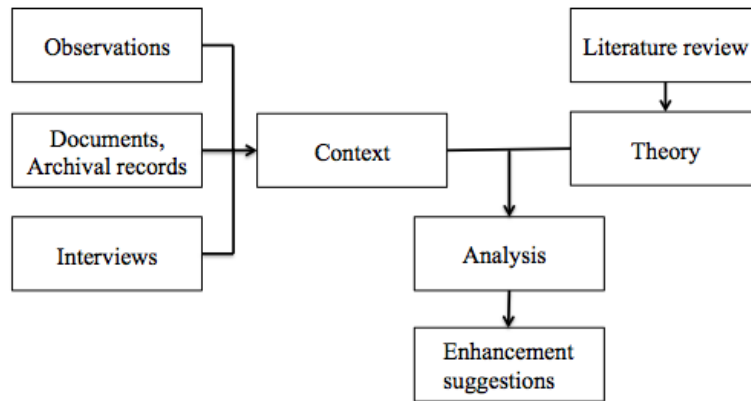 Observations
Literature review
Documents,
Archival records
Context
Theory
Interviews
Analysis
Enhancement
suggestions